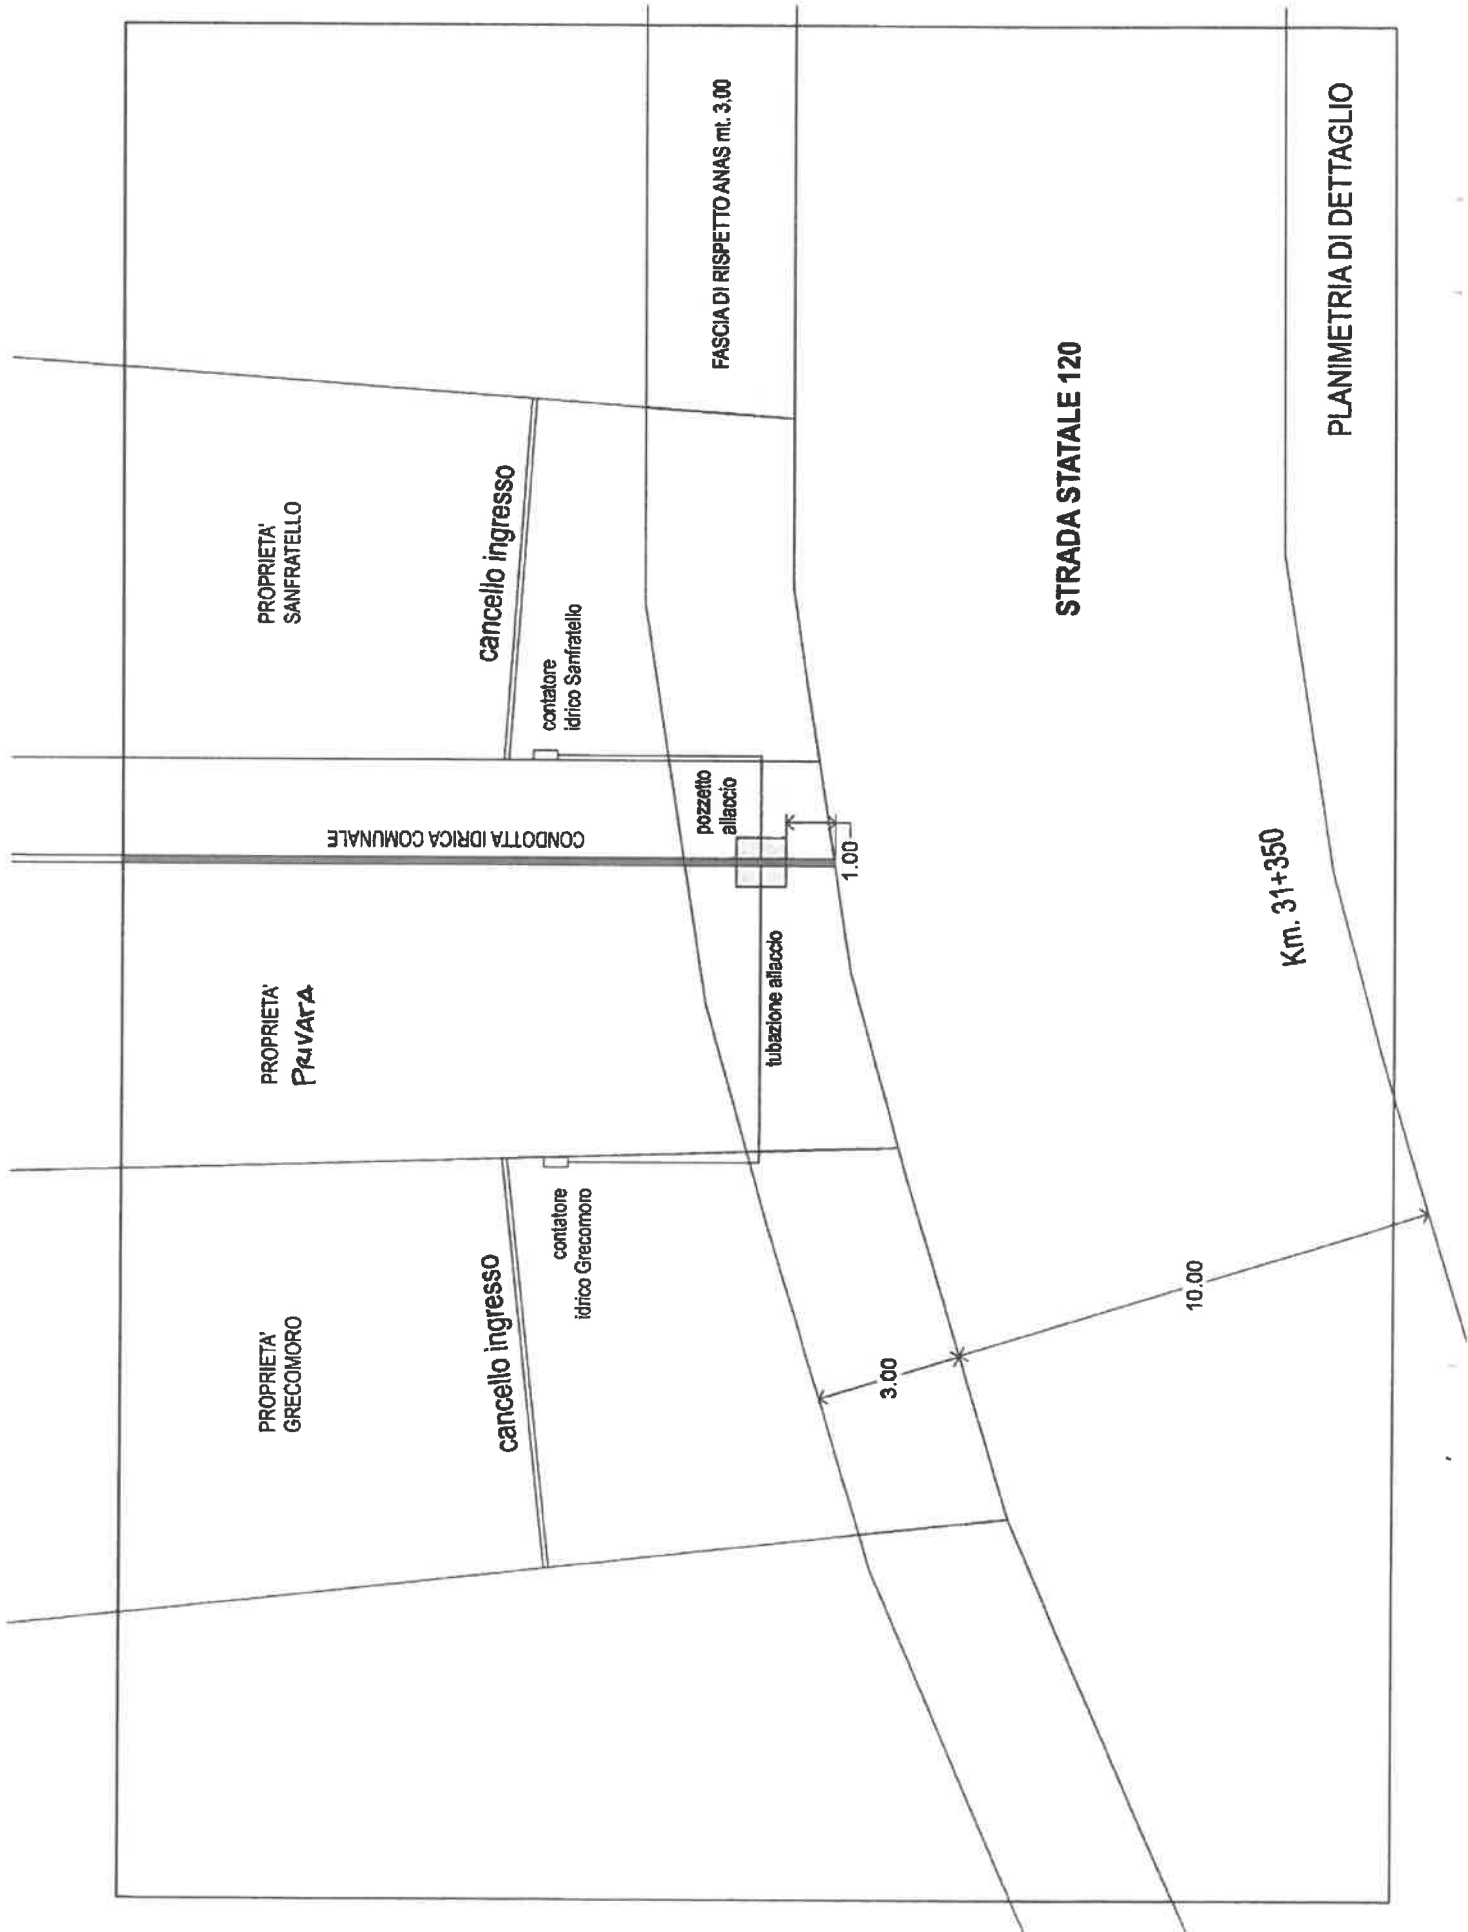 PROPRIETA'
GRECOMORO
PROPRIETA'
PRIVATA
PROPRIETA'
SANFRATELLO
CONDOTTA IDRICA COMUNALE
cancello ingresso
cancello ingresso
contatore
idrico Grecomoro
contatore
idrico Sanfratello
pozzetto
allaccio
tubazione allaccio
FASCIA DI RISPETTO ANAS mt. 3,00
1.00
3.00
10.00
STRADA STATALE 120
Km. 31+350
PLANIMETRIA DI DETTAGLIO